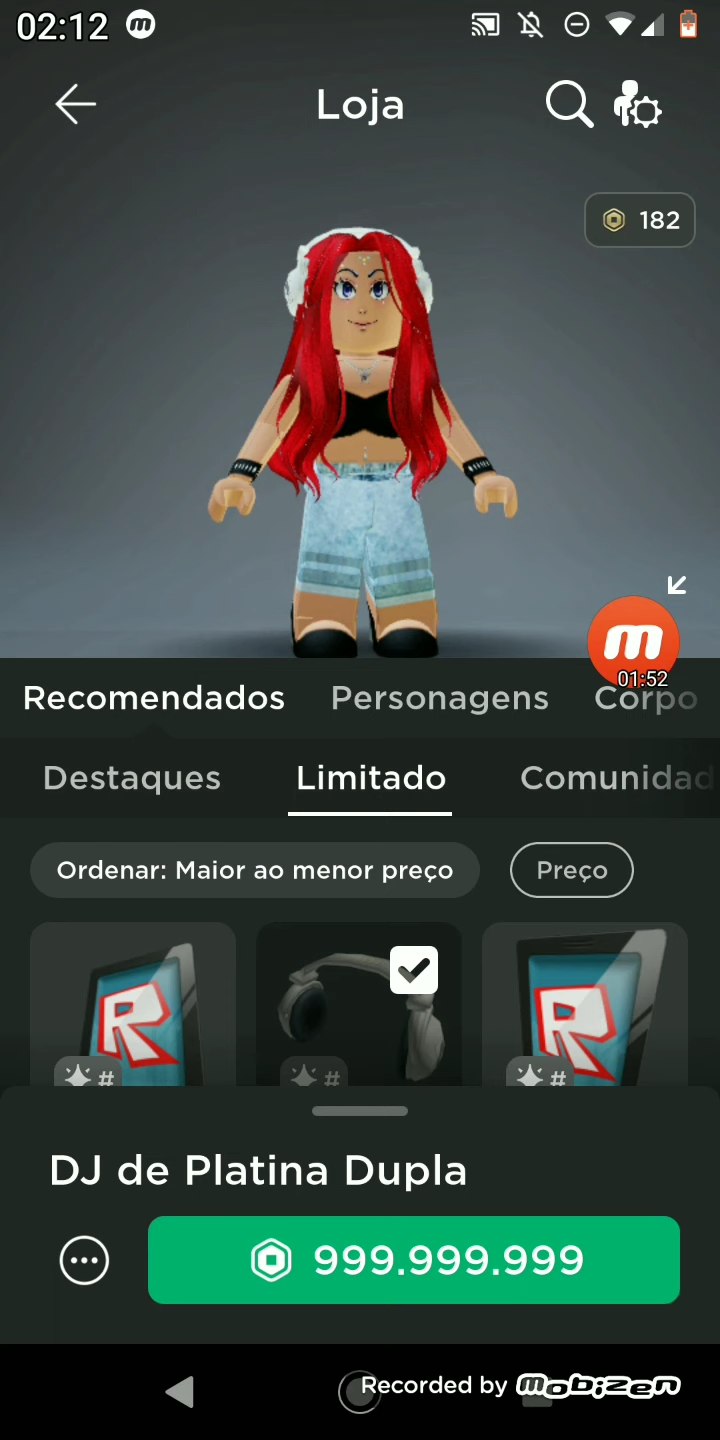 02:12
Loja
182
01:52
Recomendados Personagens Corpo
Destaques Limitado Comunidad
Ordenar: Maior ao menor preço Preço
R R
# # #
DJ de Platina Dupla
999.999.999
Recorded by mobizen